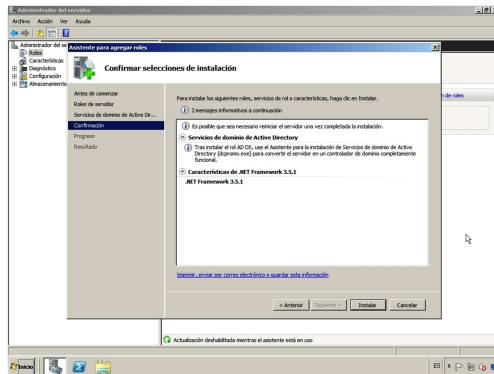 Administrador del servidor
Archivo Acción Ver Ayuda
Administrador del se
Roles
Características
Diagnóstico
Configuración
Almacenamiento
Asistente para agregar roles
Confirmar selecciones de instalación
Antes de comenzar
Roles de servidor
Servicios de dominio de Active Dir...
Confirmación
Progreso
Resultado
Para instalar los siguientes roles, servicios de rol o características, haga clic en Instalar.
2 mensajes informativos a continuación
Es posible que sea necesario reiniciar el servidor una vez completada la instalación.
Servicios de dominio de Active Directory
Tras instalar el rol AD DS, use el Asistente para la instalación de Servicios de dominio de Active
Directory (dcpromo.exe) para convertir el servidor en un controlador de dominio completamente
funcional.
Características de .NET Framework 3.5.1
.NET Framework 3.5.1
Imprimir, enviar por correo electrónico o guardar esta información
< Anterior Siguiente > Instalar Cancelar
n de roles
Actualización deshabilitada mientras el asistente está en uso
Inicio
ES